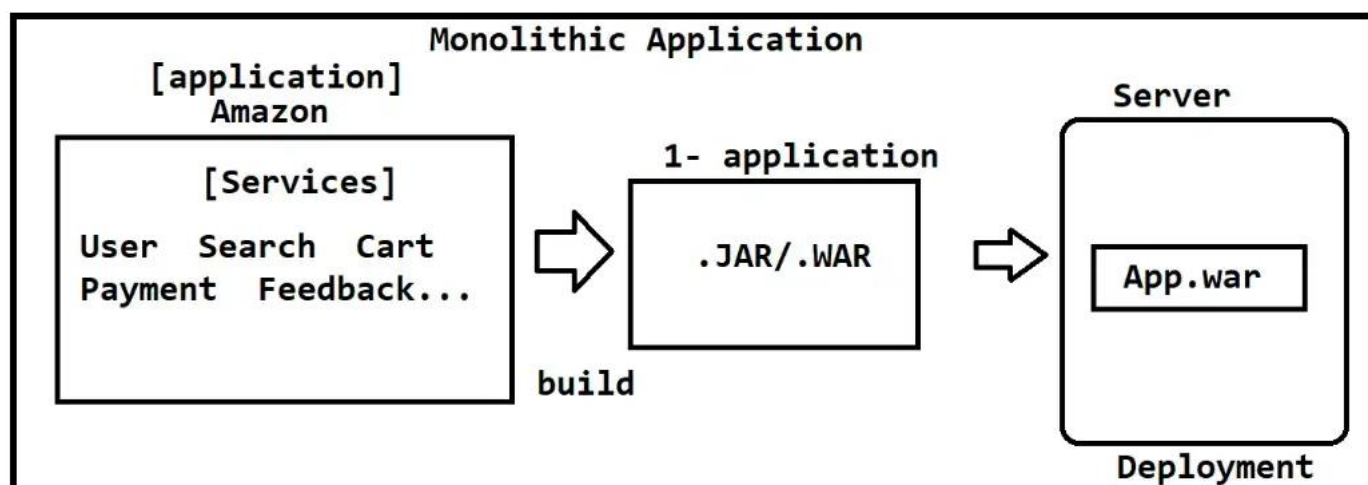 Monolithic Application
[application]
Amazon
[Services]
User Search Cart
Payment Feedback...
build
1- application
.JAR/.WAR
Server
App.war
Deployment